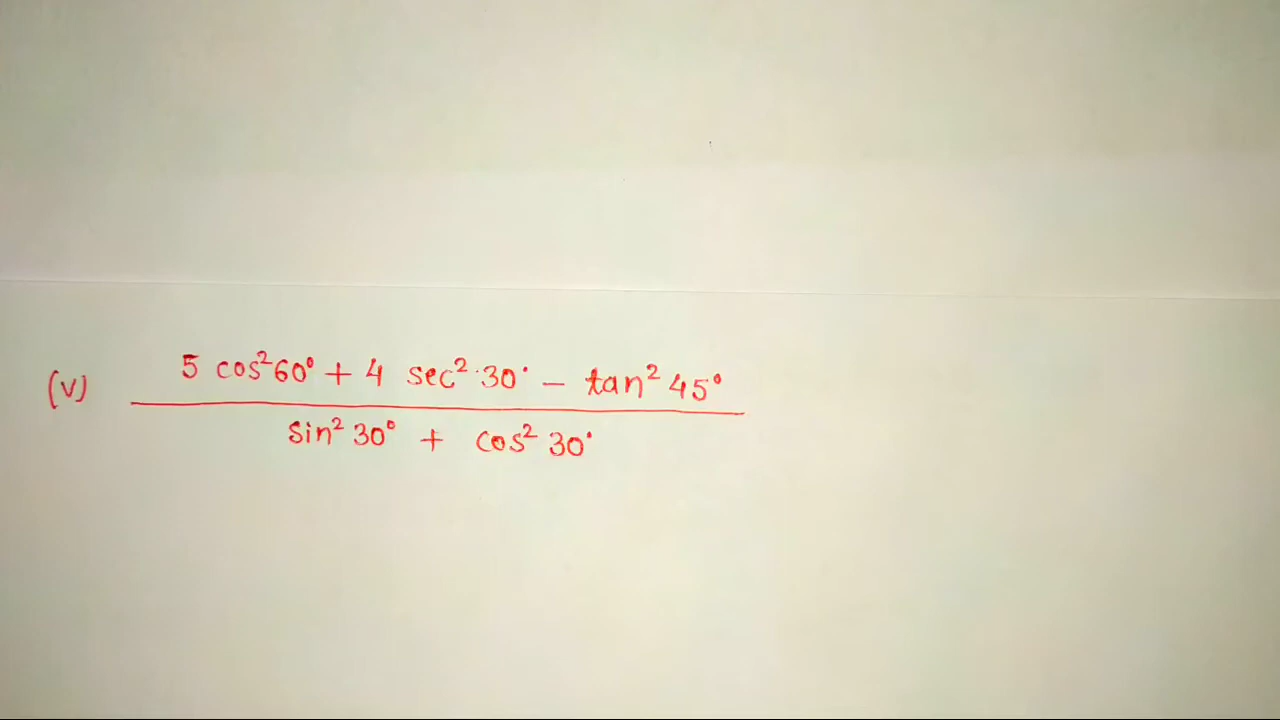 (v) 5 cos²60° + 4 sec²·30° − tan² 45°
sin² 30° + cos² 30°